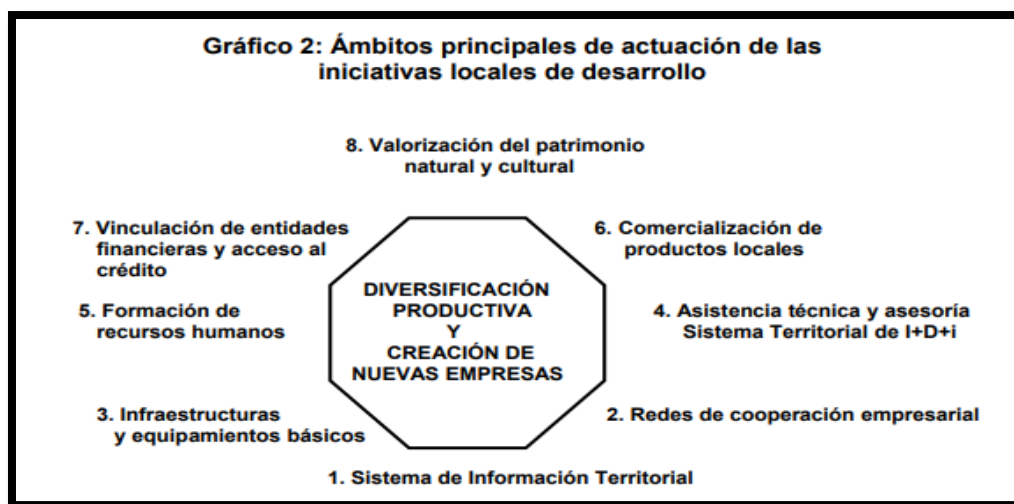 Gráfico 2: Ámbitos principales de actuación de las
iniciativas locales de desarrollo
8. Valorización del patrimonio
natural y cultural
7. Vinculación de entidades
financieras y acceso al
crédito
6. Comercialización de
productos locales
DIVERSIFICACIÓN
PRODUCTIVA
Y
CREACIÓN DE
NUEVAS EMPRESAS
5. Formación de
recursos humanos
4. Asistencia técnica y asesoría
Sistema Territorial de I+D+i
3. Infraestructuras
y equipamientos básicos
2. Redes de cooperación empresarial
1. Sistema de Información Territorial